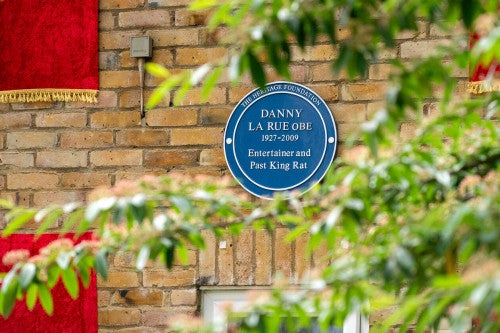 THE HERITAGE FOUNDATION
DANNY
LA RUE OBE
1927-2009
Entertainer and
Past King Rat